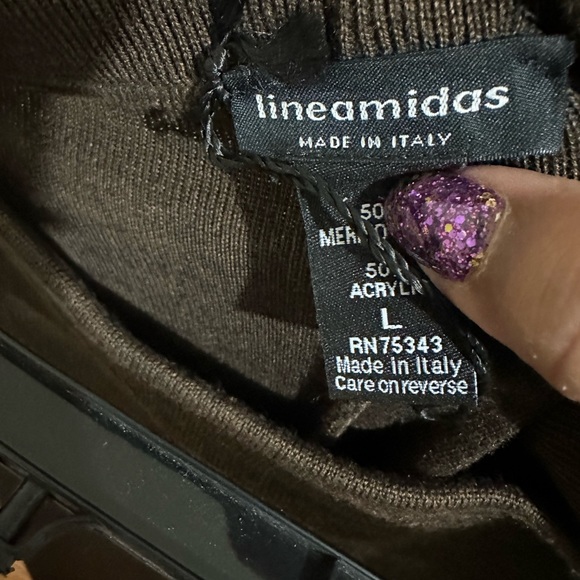 lineamidas
MADE IN ITALY
50
50
L
RN75343
Made in Italy
Care on reverse